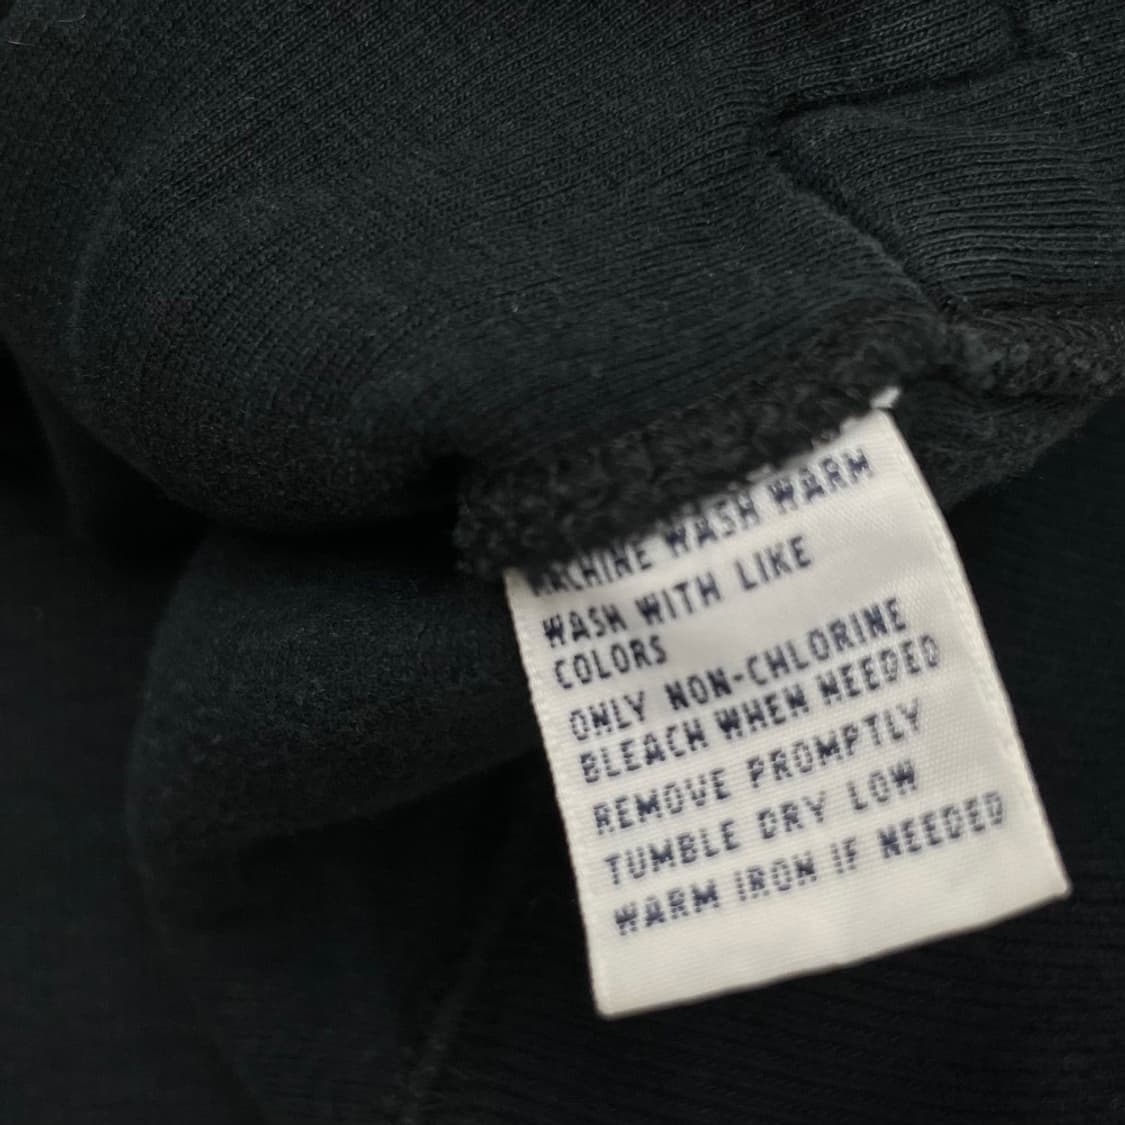 MACHINE WASH WARM
WASH WITH LIKE
COLORS
ONLY NON-CHLORINE
BLEACH WHEN NEEDED
REMOVE PROMPTLY
TUMBLE DRY LOW
WARM IRON IF NEEDED